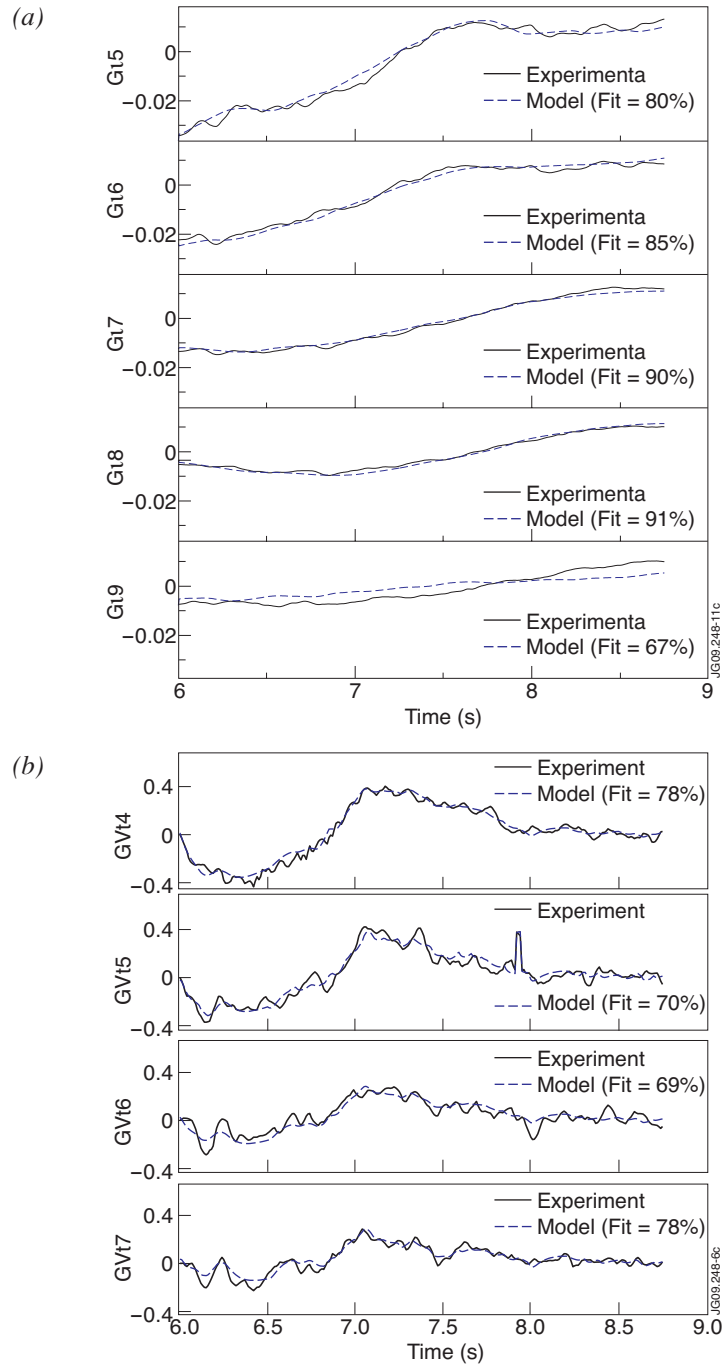 (a)
0
−0.02
Gι5
Experimenta
Model (Fit = 80%)
0
−0.02
Gι6
Experimenta
Model (Fit = 85%)
0
−0.02
Gι7
Experimenta
Model (Fit = 90%)
0
−0.02
Gι8
Experimenta
Model (Fit = 91%)
0
−0.02
Gι9
Experimenta
Model (Fit = 67%)
6 7 8 9
Time (s)
JG09.248-11c
(b)
0.4
0
−0.4
GVt4
Experiment
Model (Fit = 78%)
0.4
0
−0.4
GVt5
Experiment
Model (Fit = 70%)
0.4
0
−0.4
GVt6
Experiment
Model (Fit = 69%)
0.4
0
−0.4
GVt7
Experiment
Model (Fit = 78%)
6.0 6.5 7.0 7.5 8.0 8.5 9.0
Time (s)
JG09.248-6c